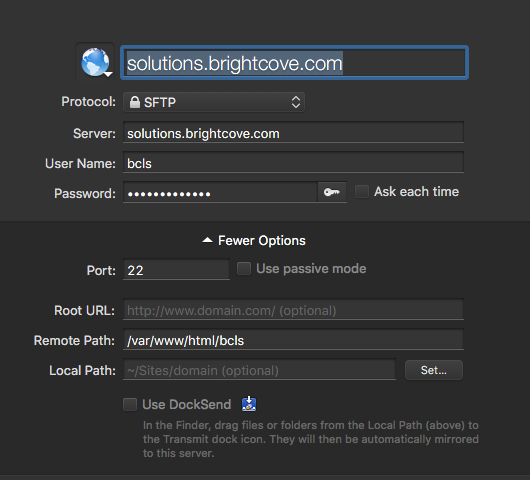 solutions.brightcove.com
Protocol: SFTP
Server: solutions.brightcove.com
User Name: bcls
Password: ••••••••••••• Ask each time
Fewer Options
Port: 22 Use passive mode
Root URL: http://www.domain.com/ (optional)
Remote Path: /var/www/html/bcls
Local Path: ~/Sites/domain (optional) Set...
Use DockSend
In the Finder, drag files or folders from the Local Path (above) to
the Transmit dock icon. They will then be automatically mirrored
to this server.